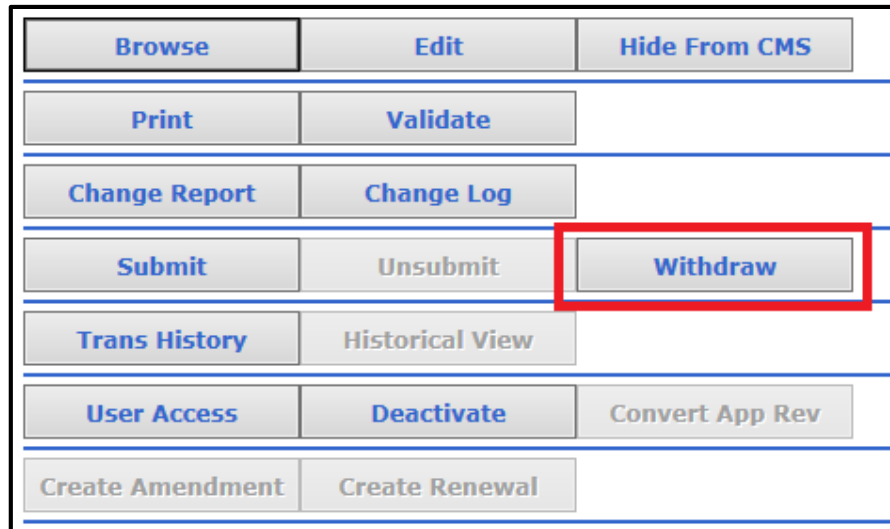 Browse Edit Hide From CMS
Print Validate
Change Report Change Log
Submit Unsubmit Withdraw
Trans History Historical View
User Access Deactivate Convert App Rev
Create Amendment Create Renewal